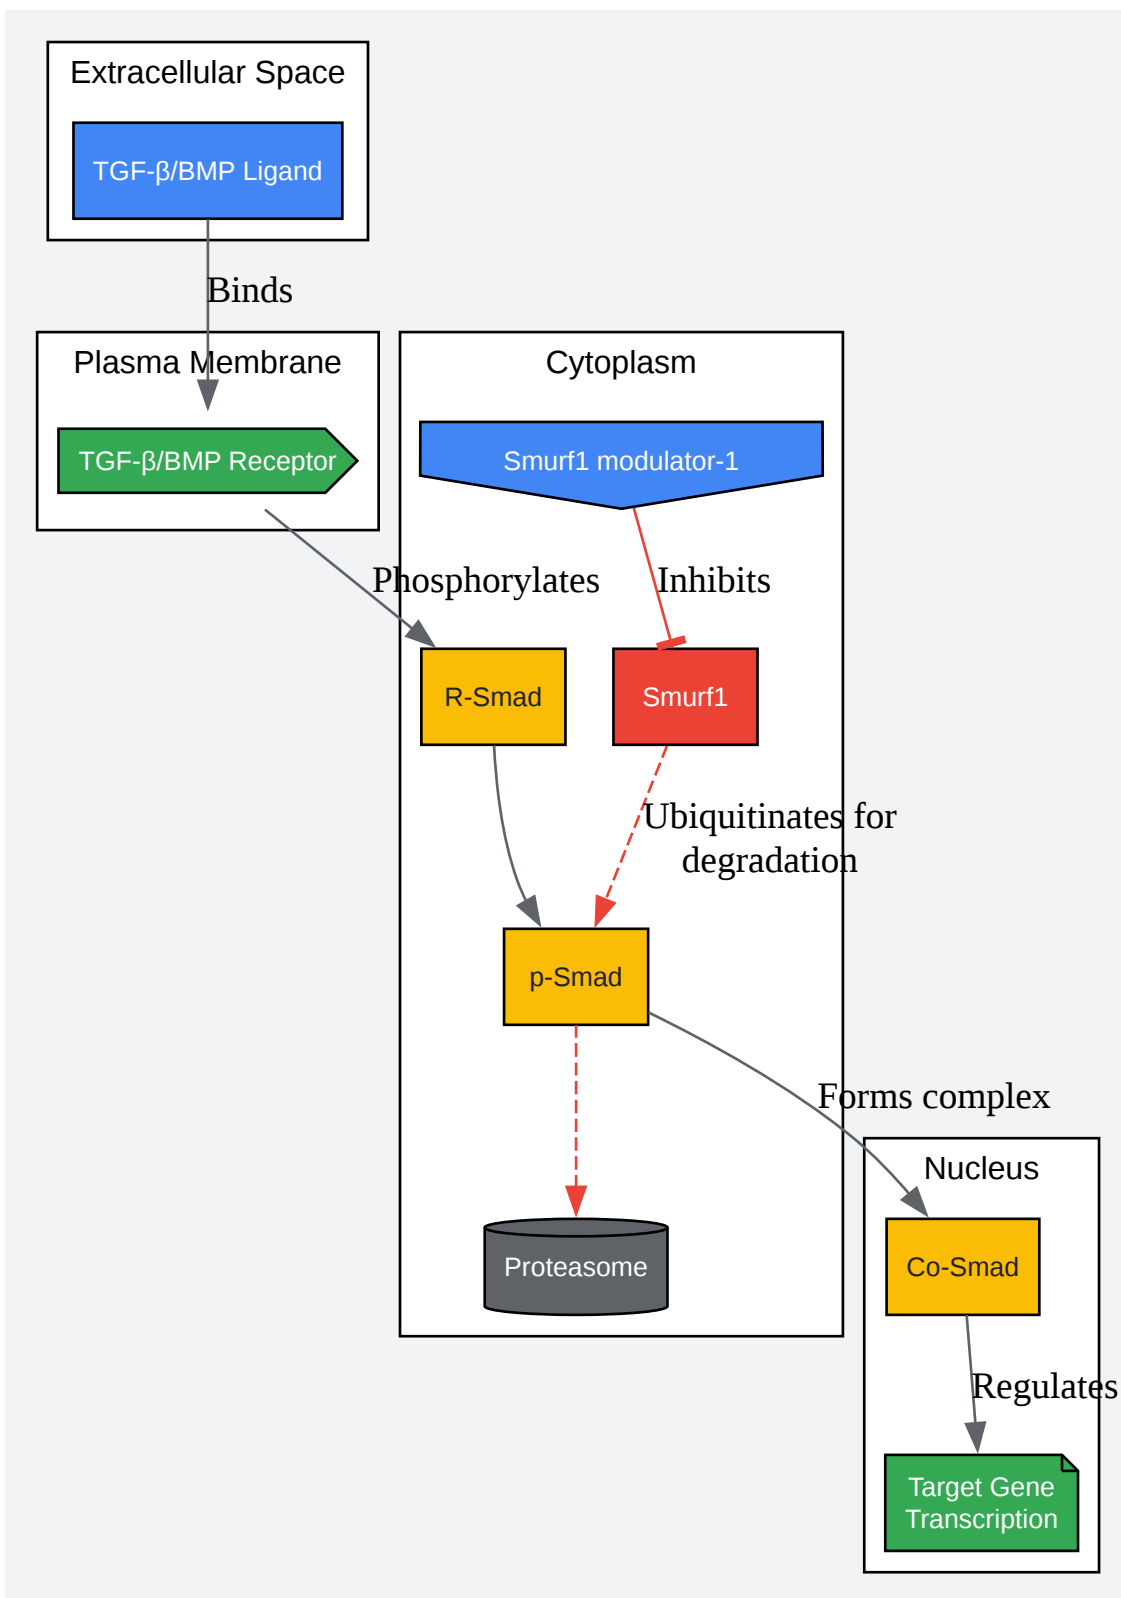 Extracellular Space
TGF-β/BMP Ligand
Binds
Plasma Membrane
TGF-β/BMP Receptor
Cytoplasm
Smurf1 modulator-1
Phosphorylates
Inhibits
R-Smad
Smurf1
Ubiquitinates for
degradation
p-Smad
Forms complex
Nucleus
Proteasome
Co-Smad
Regulates
Target Gene
Transcription